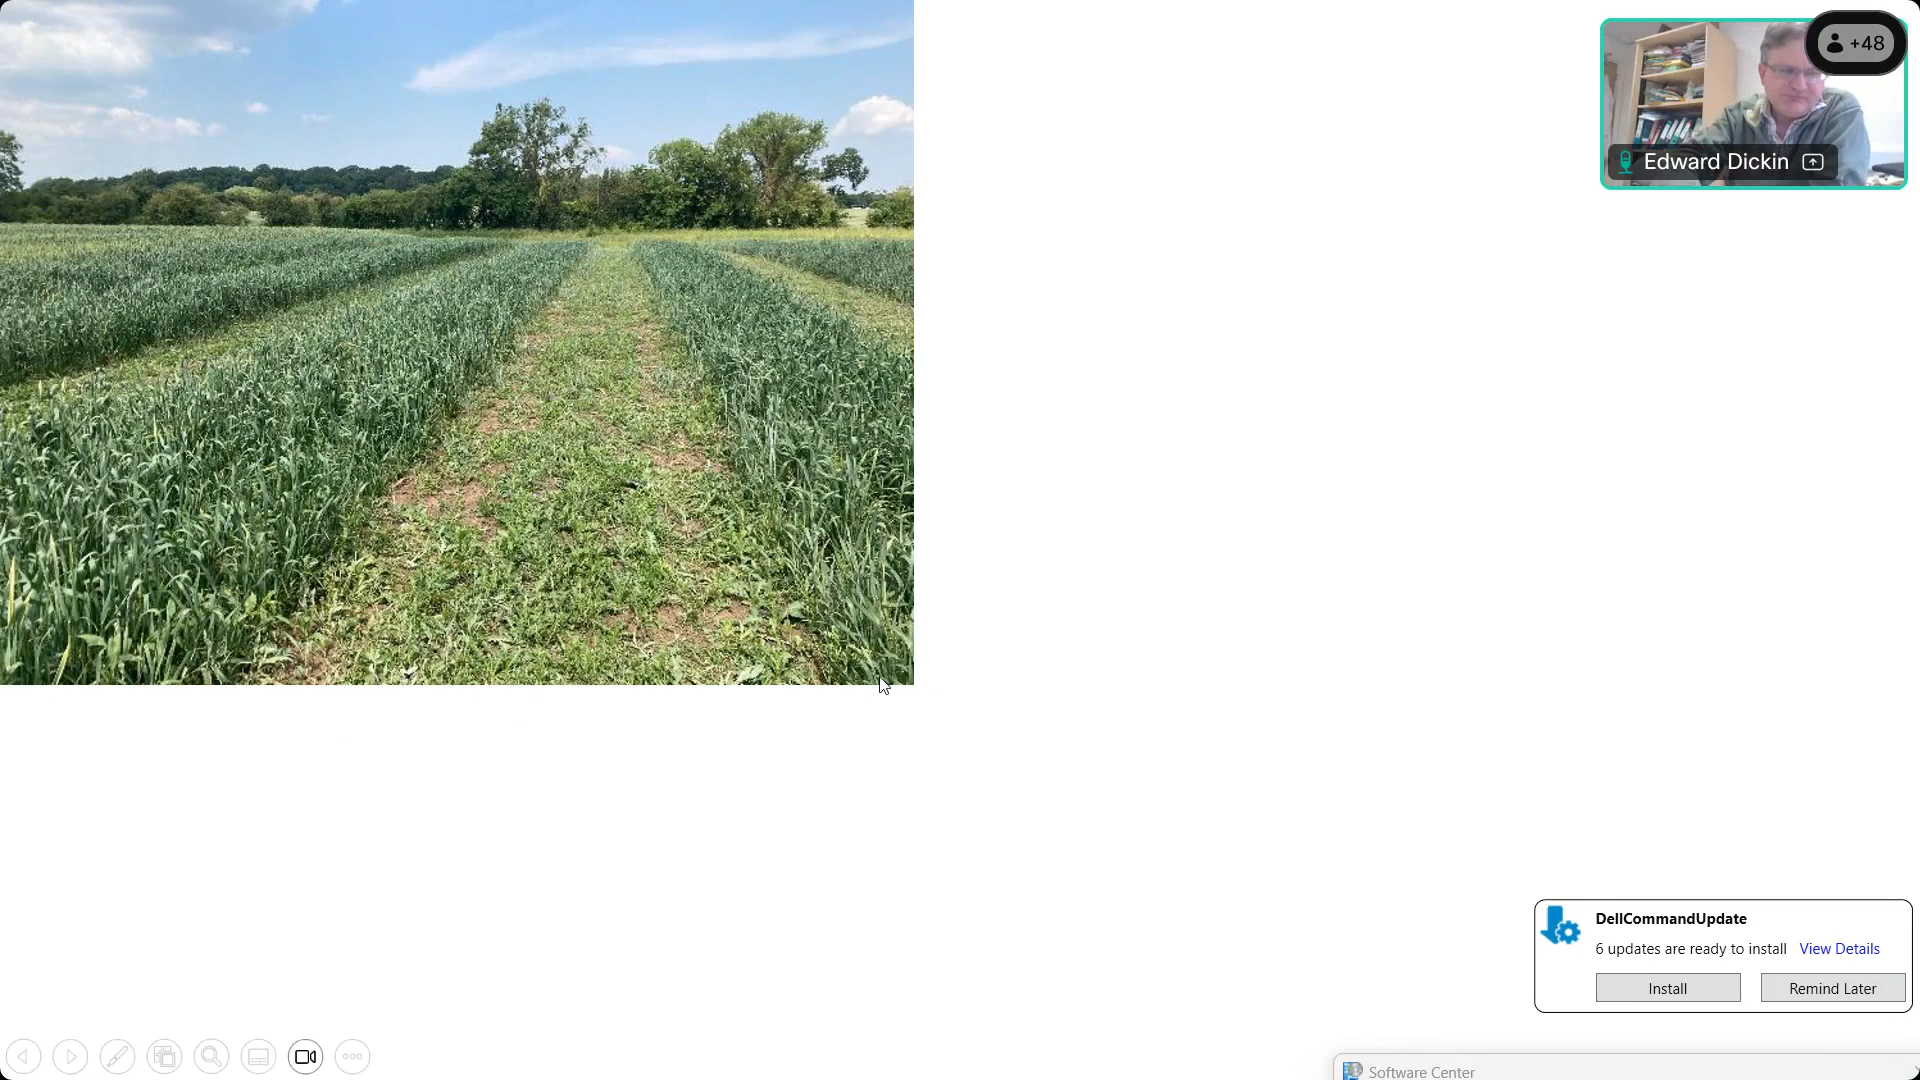 +48
Edward Dickin
DellCommandUpdate
6 updates are ready to install View Details
Install Remind Later
Software Center